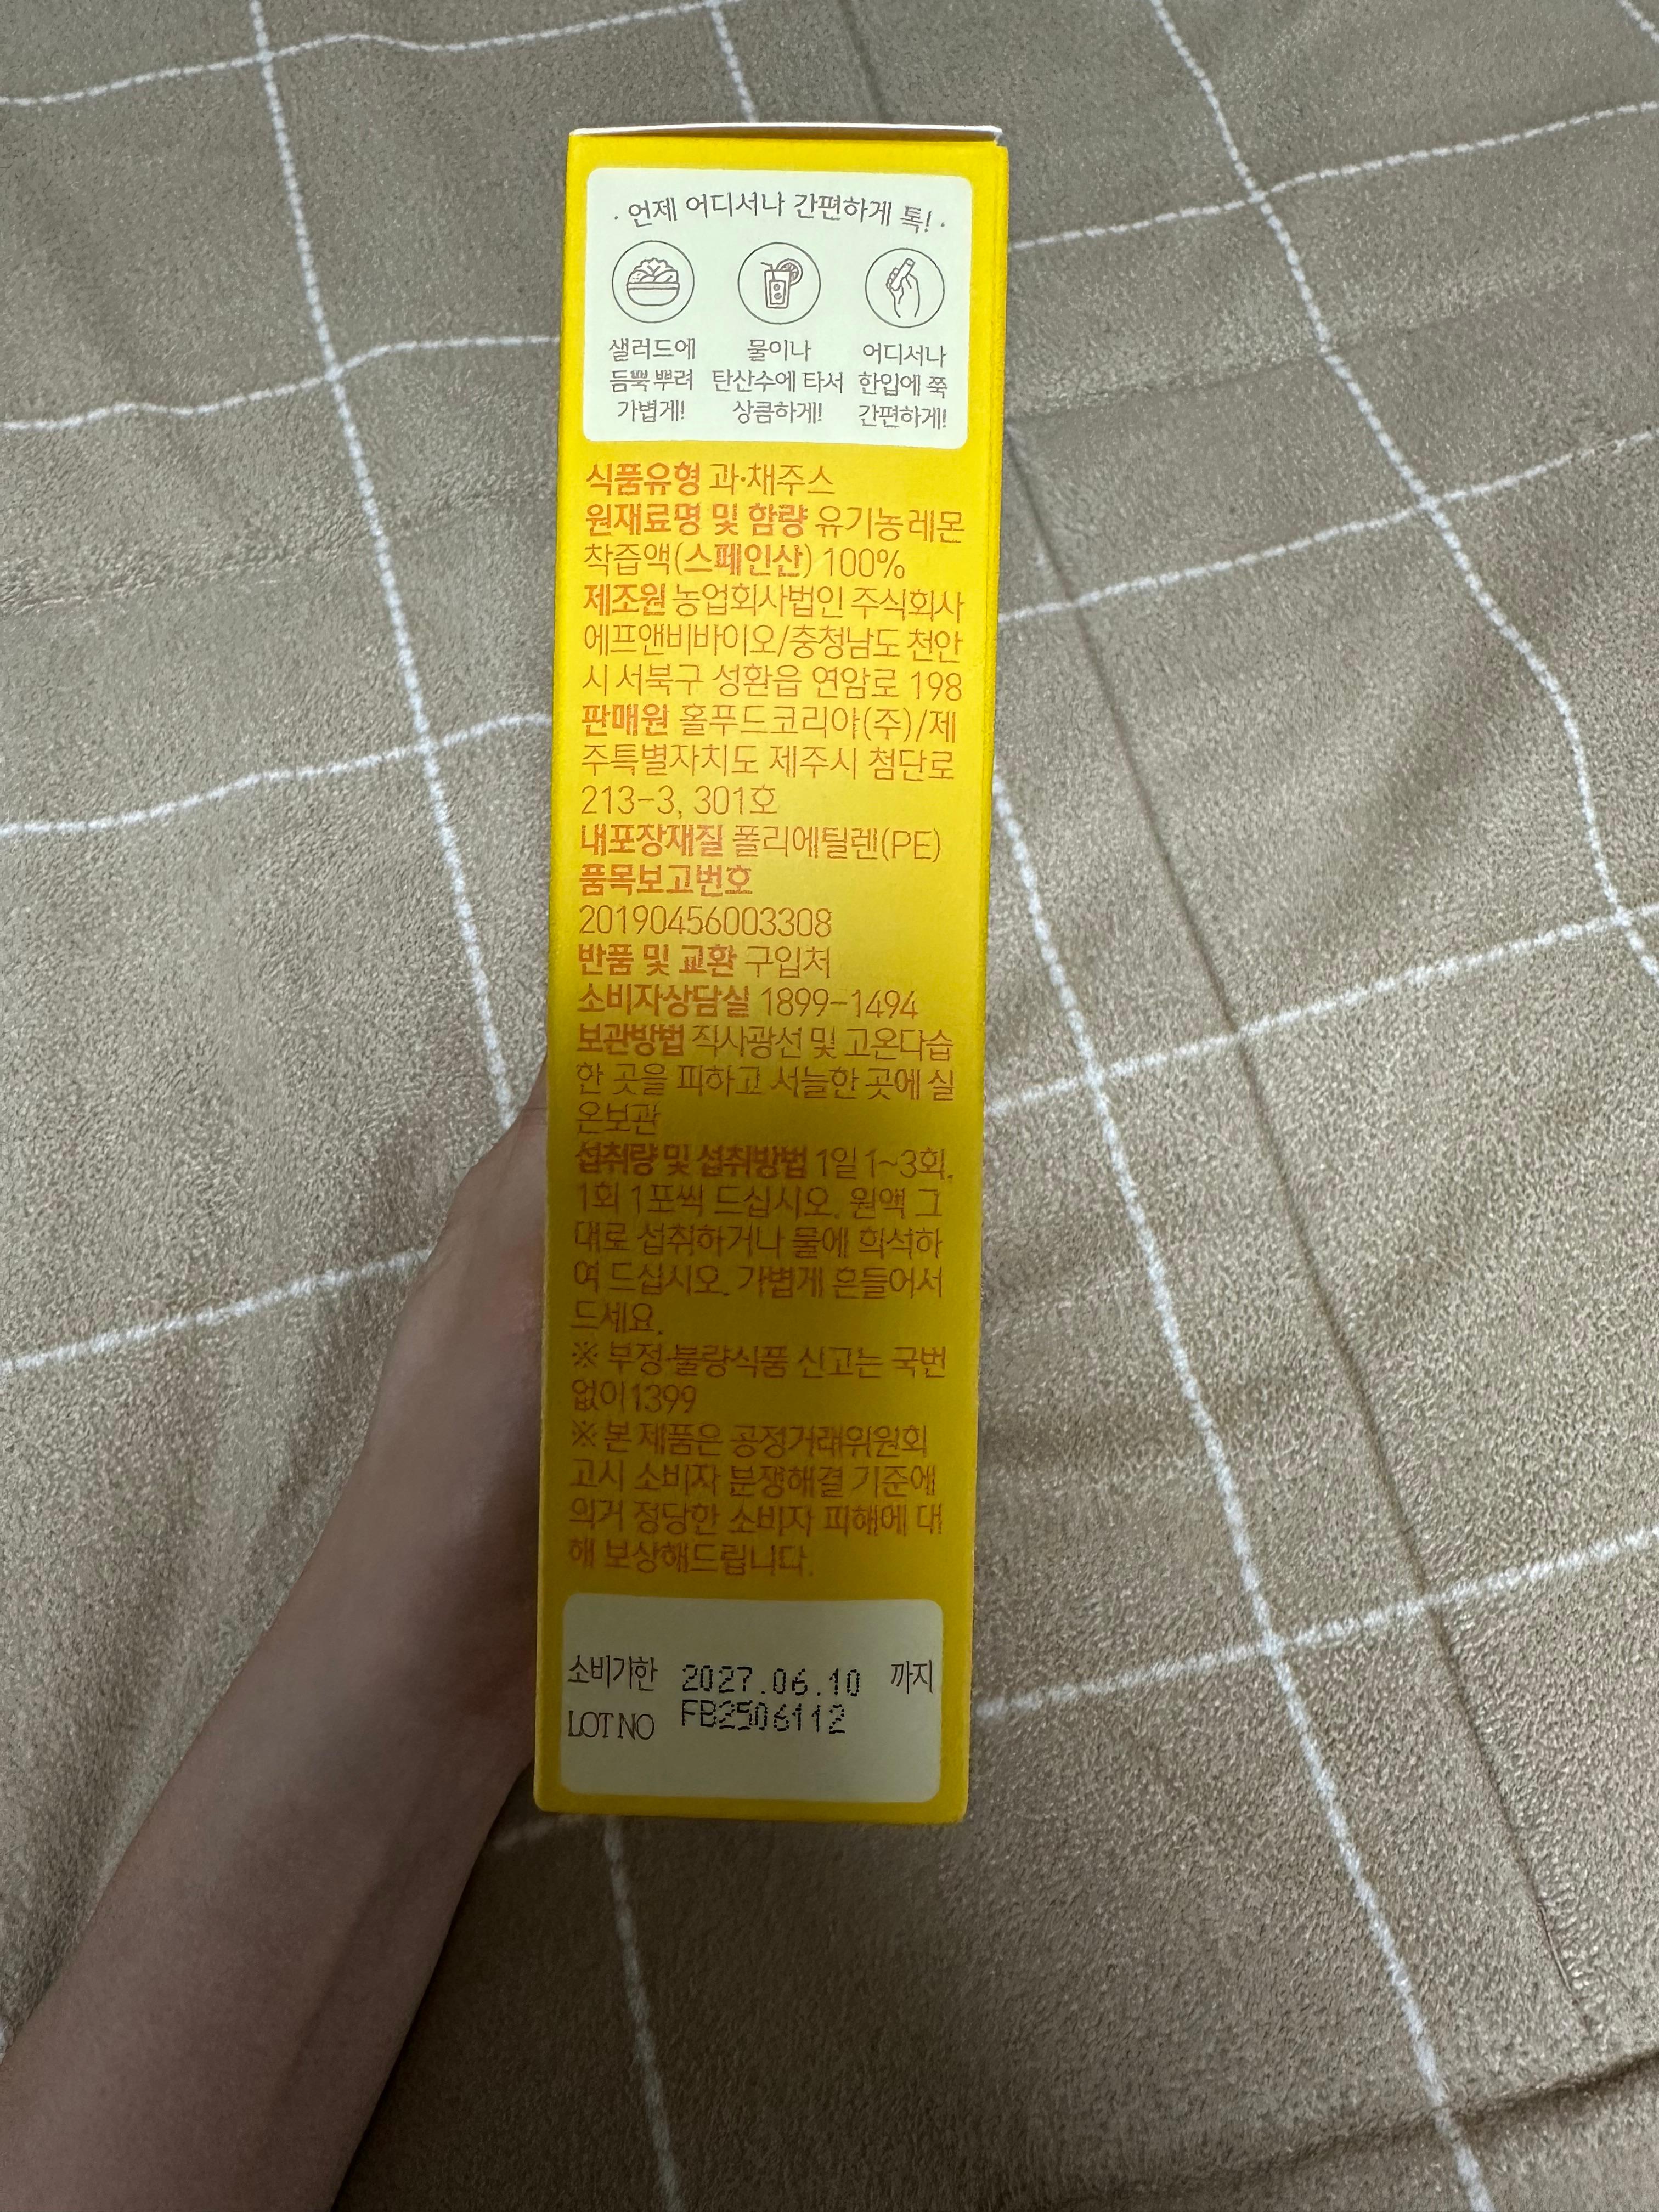 · 언제 어디서나 간편하게 톡! ·
샐러드에
듬뿍 뿌려
가볍게!
물이나
탄산수에 타서
상큼하게!
어디서나
한입에 쭉
간편하게!
식품유형 과·채주스
원재료명 및 함량 유기농레몬
착즙액(스페인산) 100%
제조원 농업회사법인 주식회사
에프앤비바이오/충청남도 천안
시 서북구 성환읍 연암로 198
판매원 홀푸드코리아(주)/제
주특별자치도 제주시 첨단로
213-3, 301호
내포장재질 폴리에틸렌(PE)
품목보고번호
20190456003308
반품 및 교환 구입처
소비자상담실 1899-1494
보관방법 직사광선 및 고온다습
한 곳을 피하고 서늘한 곳에 실
온보관
섭취량 및 섭취방법 1일 1~3회,
1회 1포씩 드십시오. 원액 그
대로 섭취하거나 물에 희석하
여 드십시오. 가볍게 흔들어서
드세요.
※ 부정·불량식품 신고는 국번
없이1399
※ 본 제품은 공정거래위원회
고시 소비자 분쟁해결 기준에
의거 정당한 소비자 피해에 대
해 보상해드립니다.
소비기한 2027.06.10 까지
LOT NO FB2506112